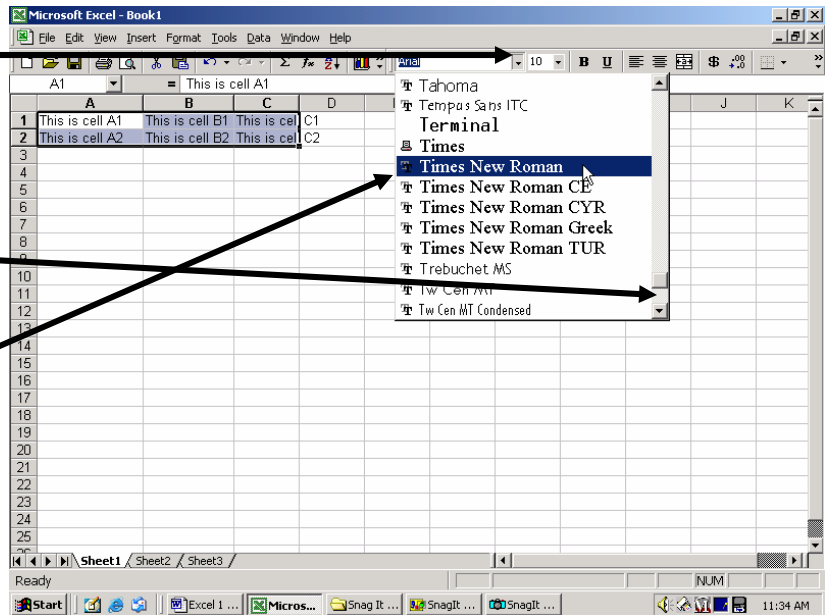 Microsoft Excel - Book1
File Edit View Insert Format Tools Data Window Help
Arial 10 B U $
A1 = This is cell A1
A B C D J K
1 This is cell A1 This is cell B1 This is cel C1
2 This is cell A2 This is cell B2 This is cel C2
3
4
5
6
7
8
9
10
11
12
13
14
15
16
17
18
19
20
21
22
23
24
25
Tahoma
Tempus Sans ITC
Terminal
Times
Times New Roman
Times New Roman CE
Times New Roman CYR
Times New Roman Greek
Times New Roman TUR
Trebuchet MS
Tw Cen MT
Tw Cen MT Condensed
Sheet1 Sheet2 Sheet3
Ready NUM
Start Excel 1 ... Micros... Snag It ... SnagIt ... SnagIt ... 11:34 AM